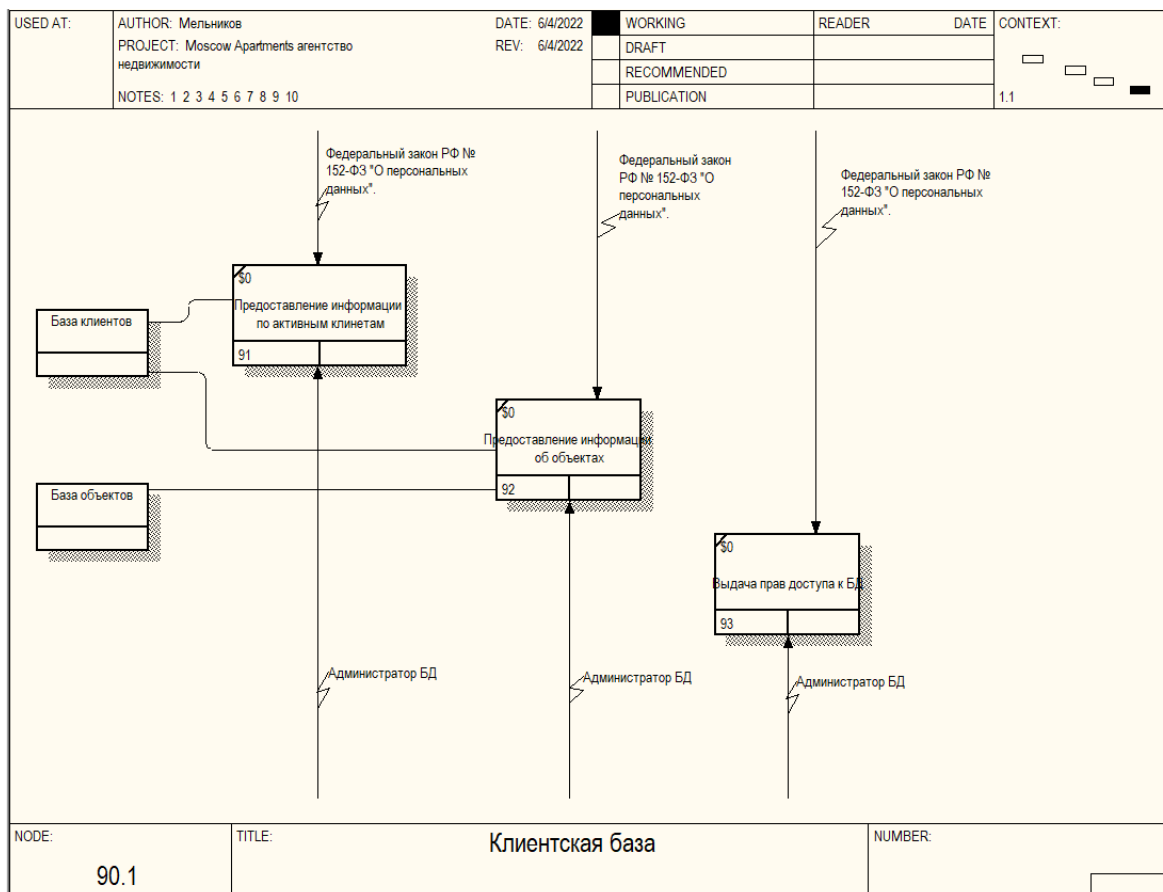 USED AT:
AUTHOR: Мельников
DATE: 6/4/2022
PROJECT: Moscow Apartments агентство
недвижимости
REV: 6/4/2022
NOTES: 1 2 3 4 5 6 7 8 9 10
WORKING
DRAFT
RECOMMENDED
PUBLICATION
READER
DATE
CONTEXT:
1.1
Федеральный закон РФ №
152-ФЗ "О персональных
данных".
Федеральный закон
РФ № 152-ФЗ "О
персональных
данных".
Федеральный закон РФ №
152-ФЗ "О персональных
данных".
$0
Предоставление информации
по активным клинетам
91
База клиентов
$0
Предоставление информации
об объектах
92
База объектов
$0
Выдача прав доступа к БД
93
Администратор БД
Администратор БД
Администратор БД
NODE:
90.1
TITLE:
Клиентская база
NUMBER: